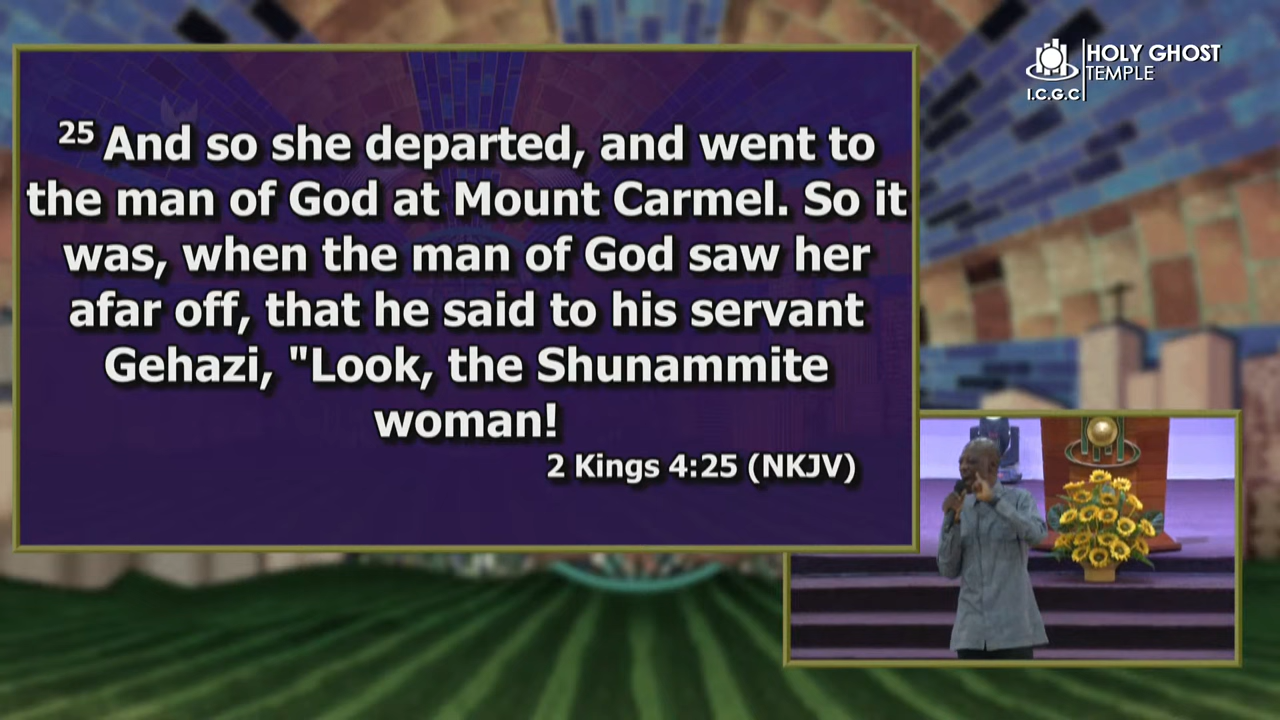 25 And so she departed, and went to
the man of God at Mount Carmel. So it
was, when the man of God saw her
afar off, that he said to his servant
Gehazi, "Look, the Shunammite
woman!
2 Kings 4:25 (NKJV)
HOLY GHOST
TEMPLE
I.C.G.C